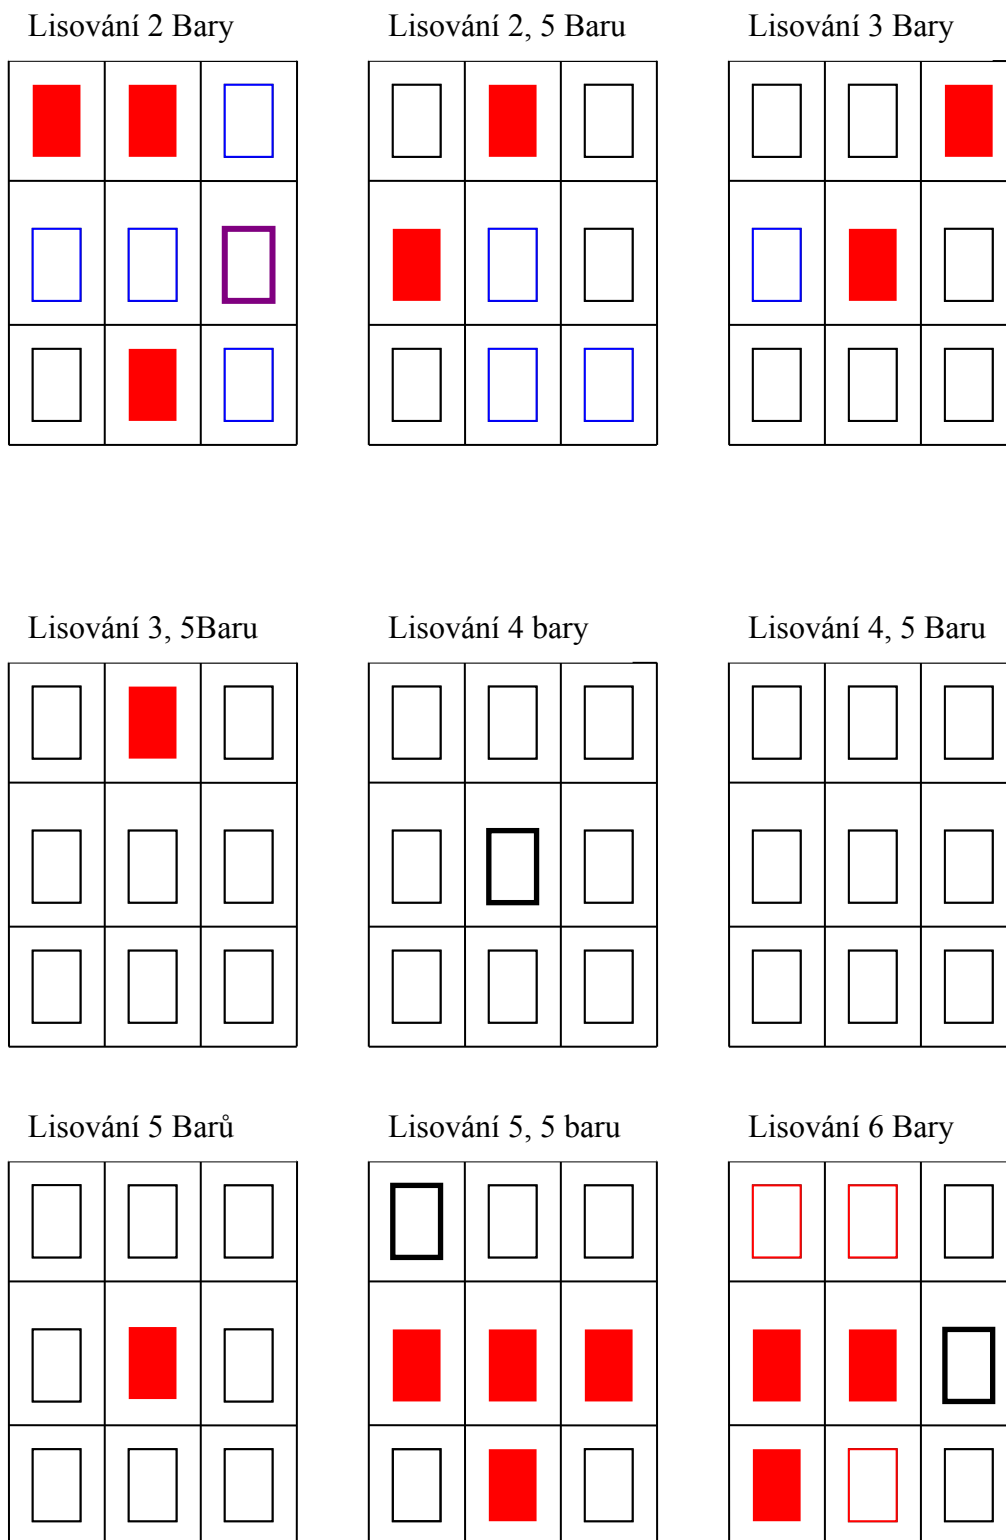 Lisování 2 Bary
Lisování 2, 5 Baru
Lisování 3 Bary
Lisování 3, 5Baru
Lisování 4 bary
Lisování 4, 5 Baru
Lisování 5 Barů
Lisování 5, 5 baru
Lisování 6 Bary